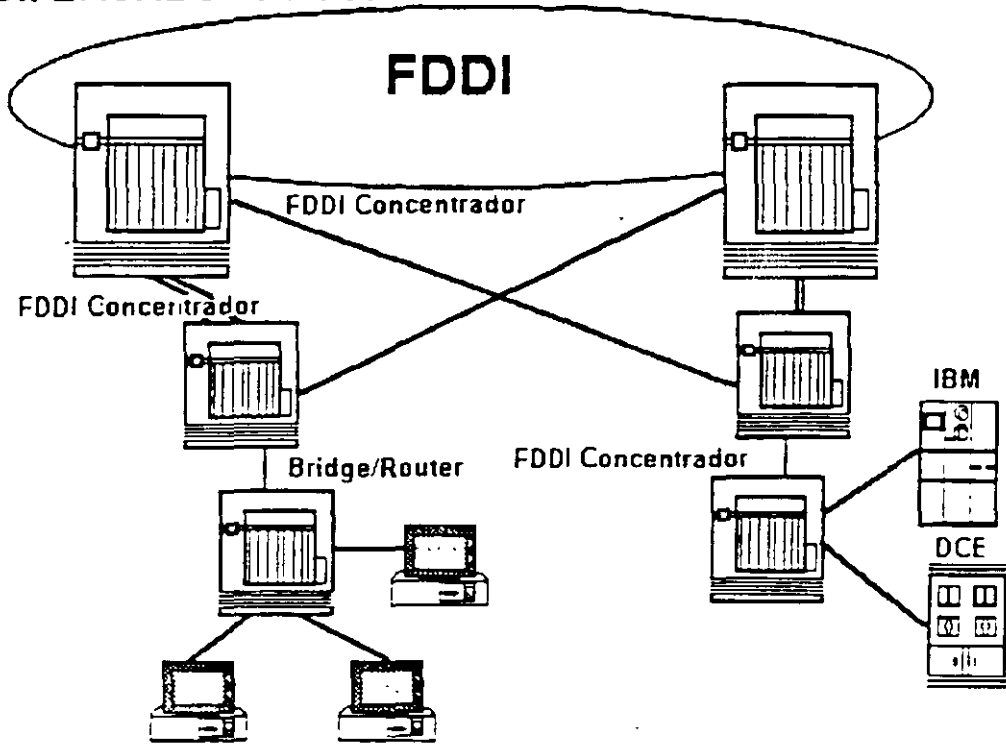 FDDI
FDDI Concentrador
FDDI Concentrador
IBM
Bridge/Router
FDDI Concentrador
DCE